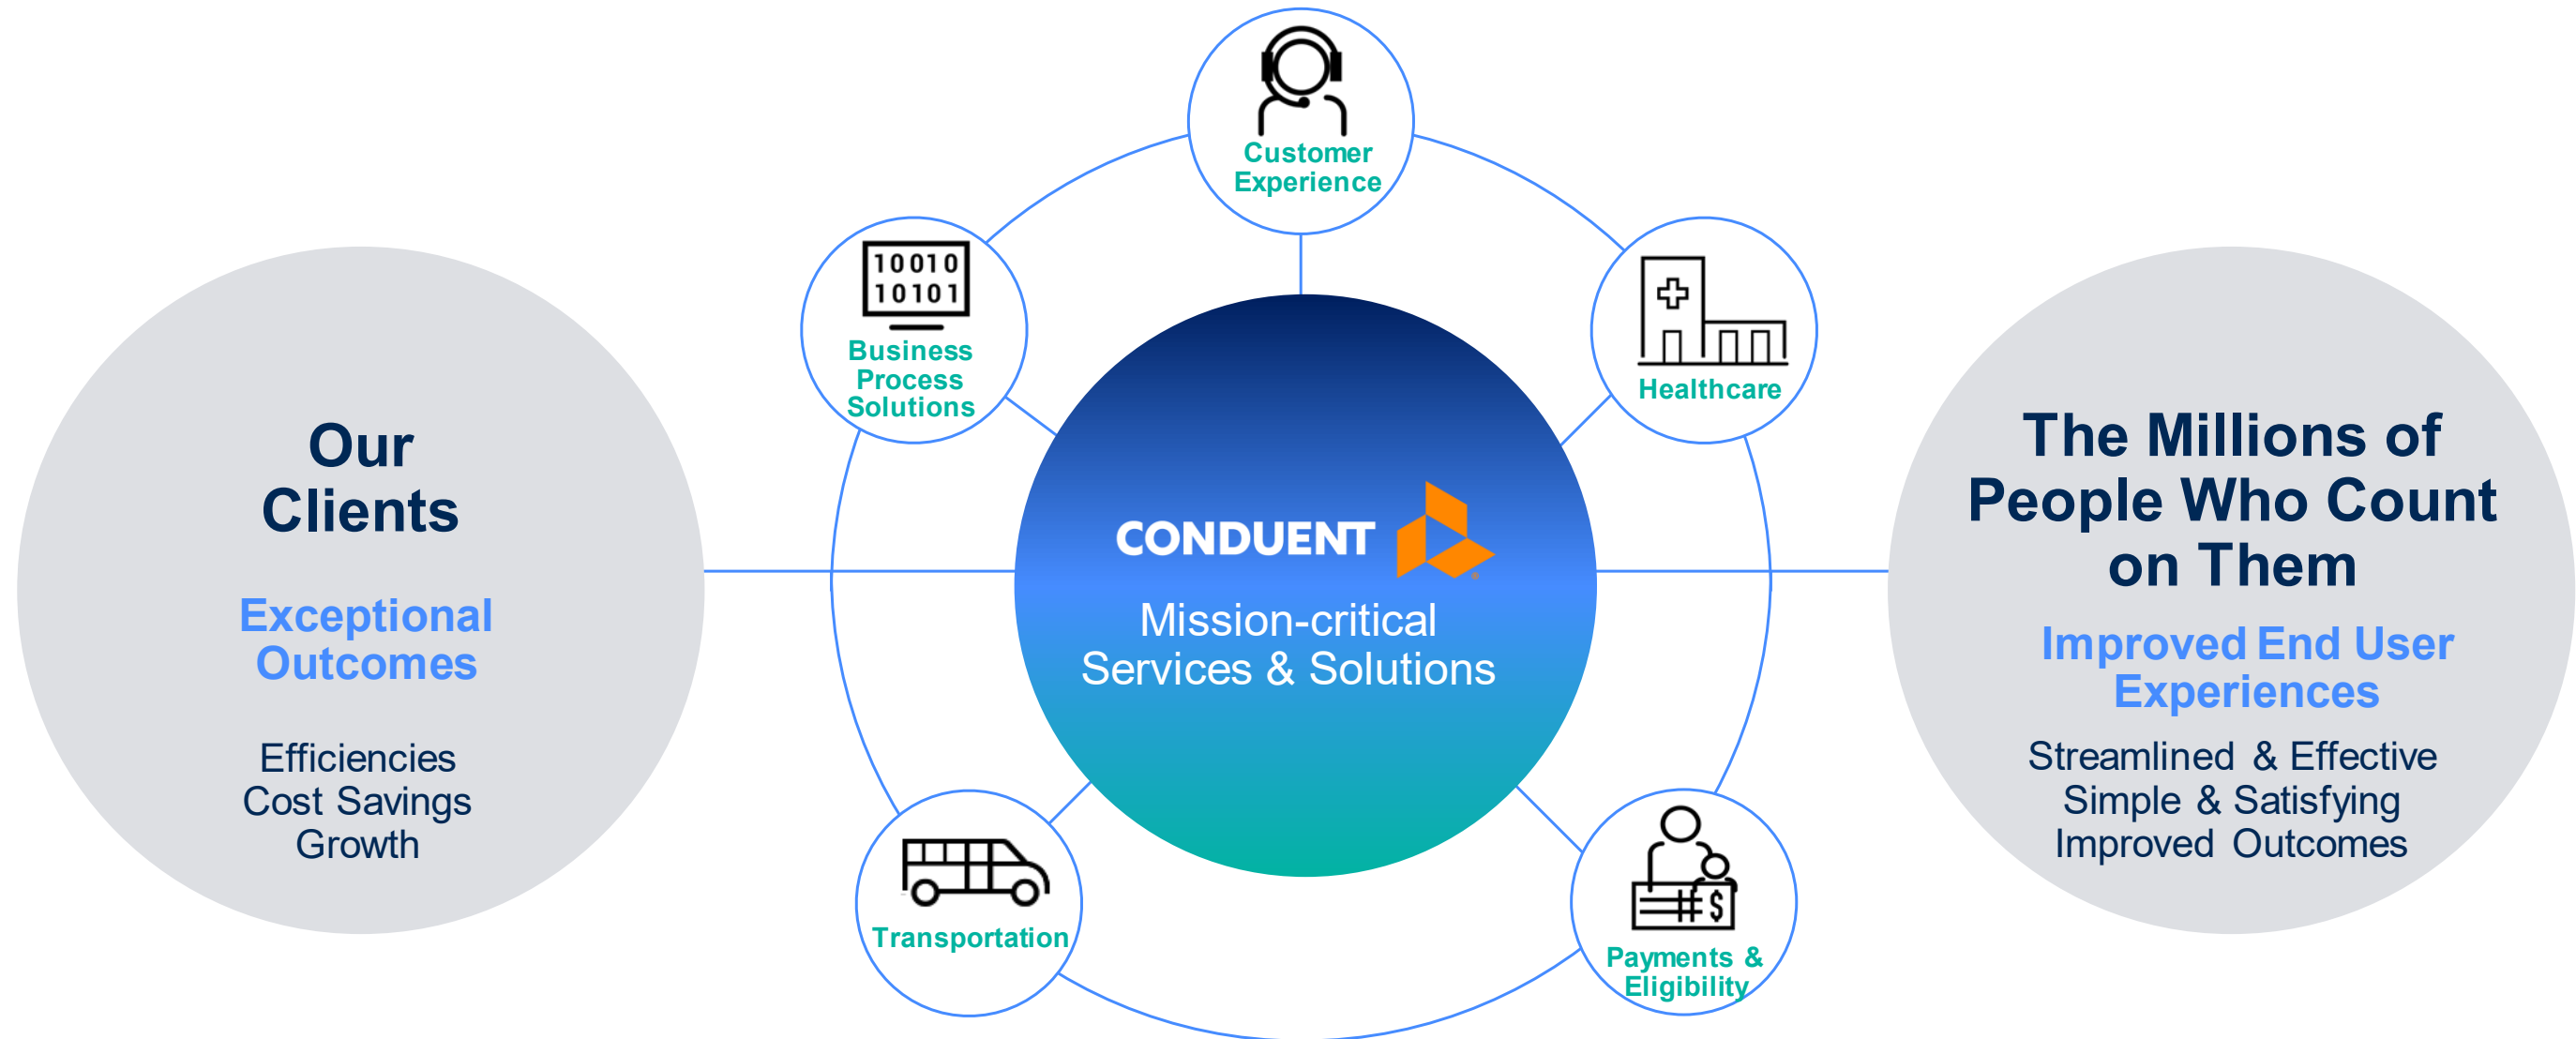 Customer
Experience
10010
10101
Business
Process
Solutions
Healthcare
Our
Clients
Exceptional
Outcomes
Efficiencies
Cost Savings
Growth
CONDUENT
®
Mission-critical
Services & Solutions
The Millions of
People Who Count
on Them
Improved End User
Experiences
Streamlined & Effective
Simple & Satisfying
Improved Outcomes
Transportation
$
Payments &
Eligibility